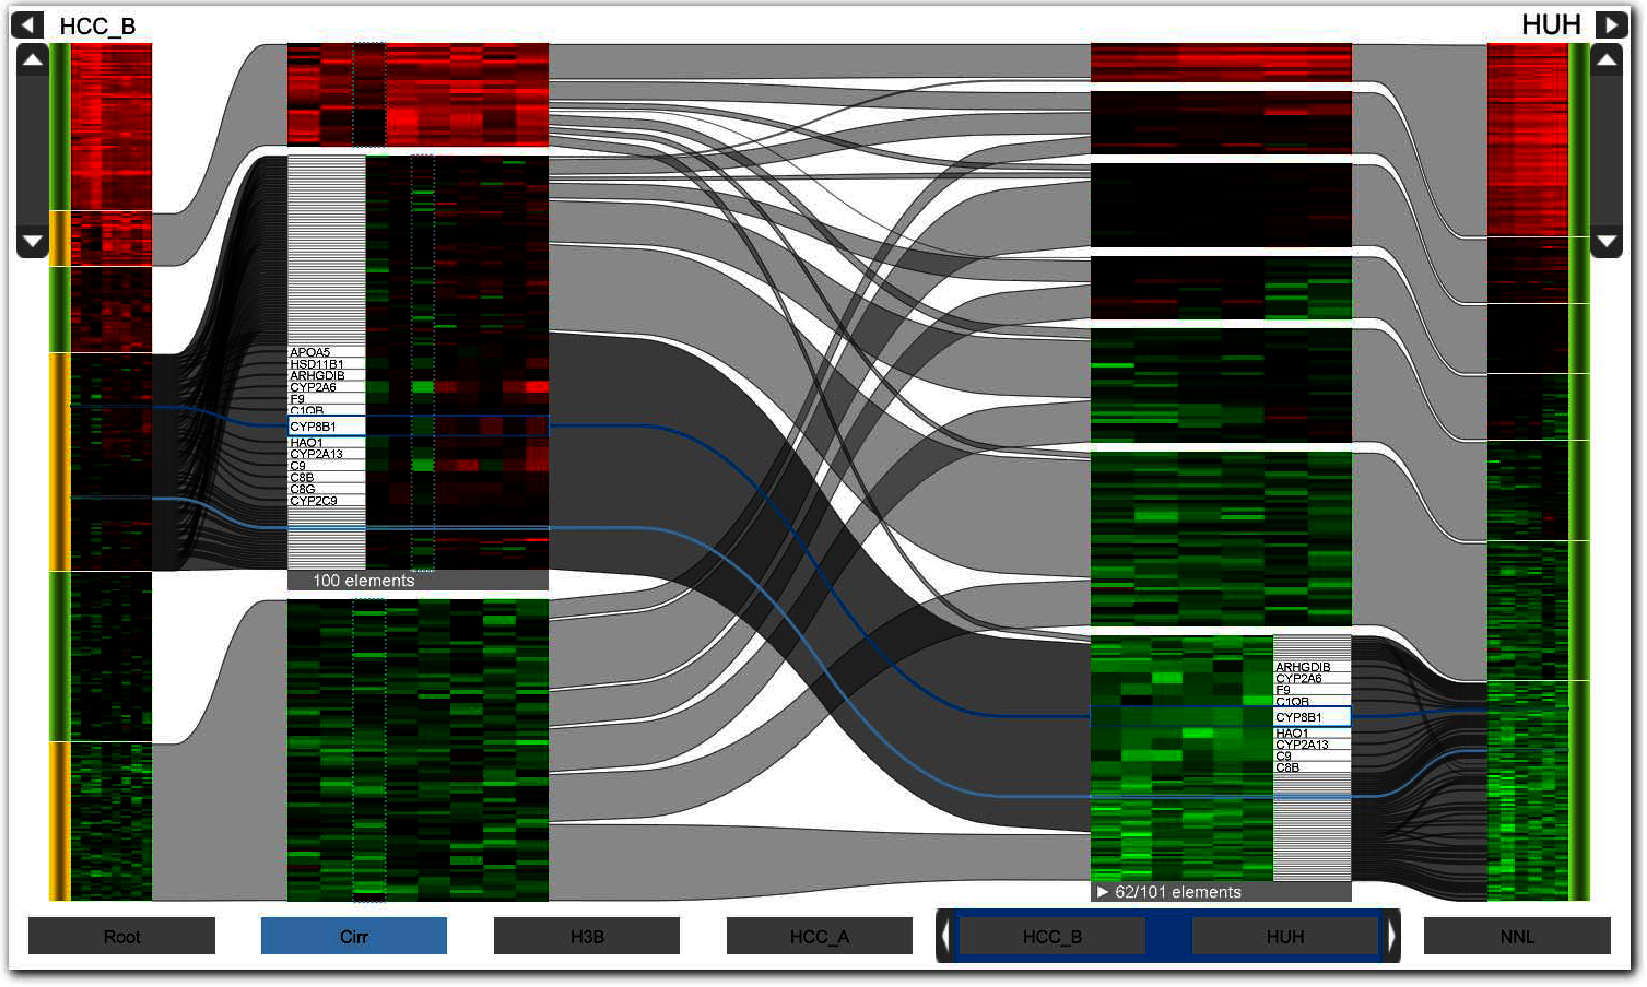 HCC_B
HUH
APOA5
HSD11B1
ARHGDIB
CYP2A6
F9
C1QB
CYP8B1
HAO1
CYP2A13
C9
C8B
C8G
CYP2C9
100 elements
ARHGDIB
CYP2A6
F9
C1QB
CYP8B1
HAO1
CYP2A13
C9
C8B
62/101 elements
Root
Cirr
H3B
HCC_A
HCC_B
HUH
NNL